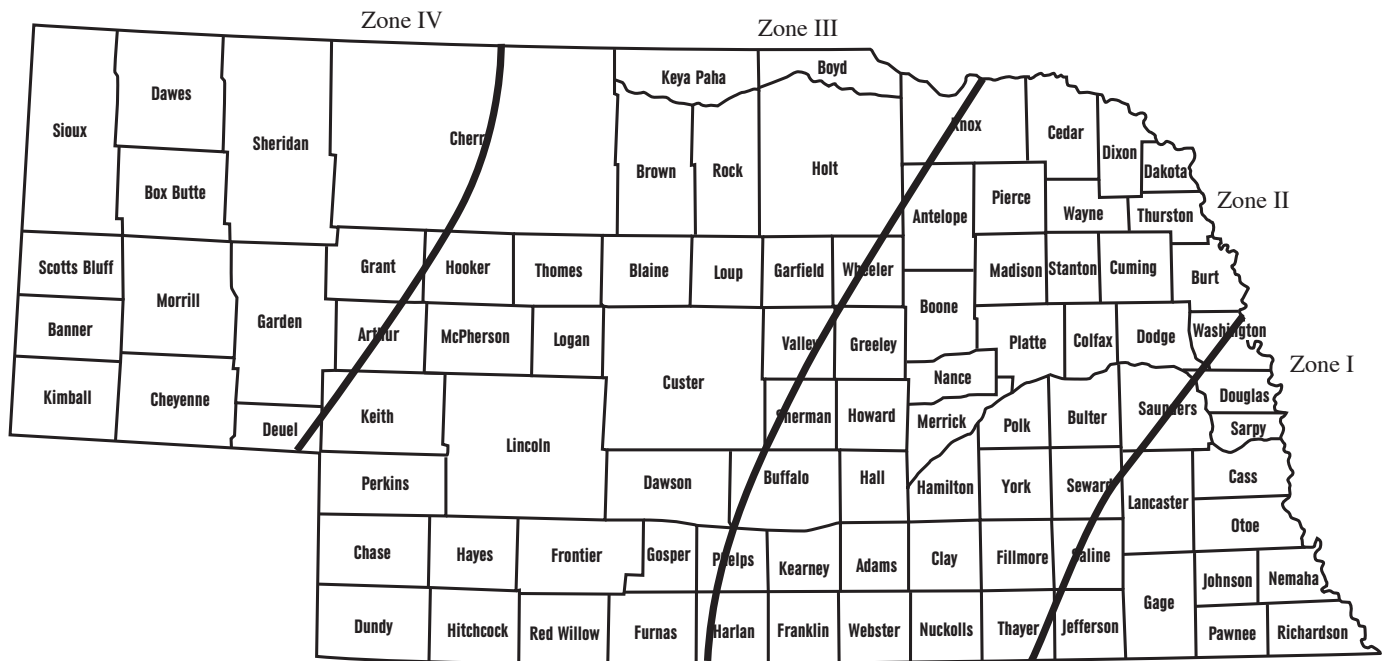 Zone IV
Zone III
Keya Paha
Boyd
Dawes
Sioux
Sheridan
Cherr
Knox
Cedar
Dixon
Dakota
Box Butte
Brown
Rock
Holt
Pierce
Antelope
Wayne
Thurston
Zone II
Scotts Bluff
Grant
Hooker
Thomes
Blaine
Loup
Garfield
Wheeler
Madison
Stanton
Cuming
Burt
Morrill
Garden
Boone
Banner
Arthur
McPherson
Logan
Valley
Greeley
Platte
Colfax
Dodge
Washington
Zone I
Kimball
Cheyenne
Custer
Nance
Douglas
Deuel
Keith
Sherman
Howard
Merrick
Polk
Bulter
Saunders
Sarpy
Lincoln
Perkins
Dawson
Buffalo
Hall
Hamilton
York
Seward
Lancaster
Cass
Otoe
Chase
Hayes
Frontier
Gosper
Phelps
Kearney
Adams
Clay
Fillmore
Saline
Johnson
Nemaha
Gage
Dundy
Hitchcock
Red Willow
Furnas
Harlan
Franklin
Webster
Nuckolls
Thayer
Jefferson
Pawnee
Richardson